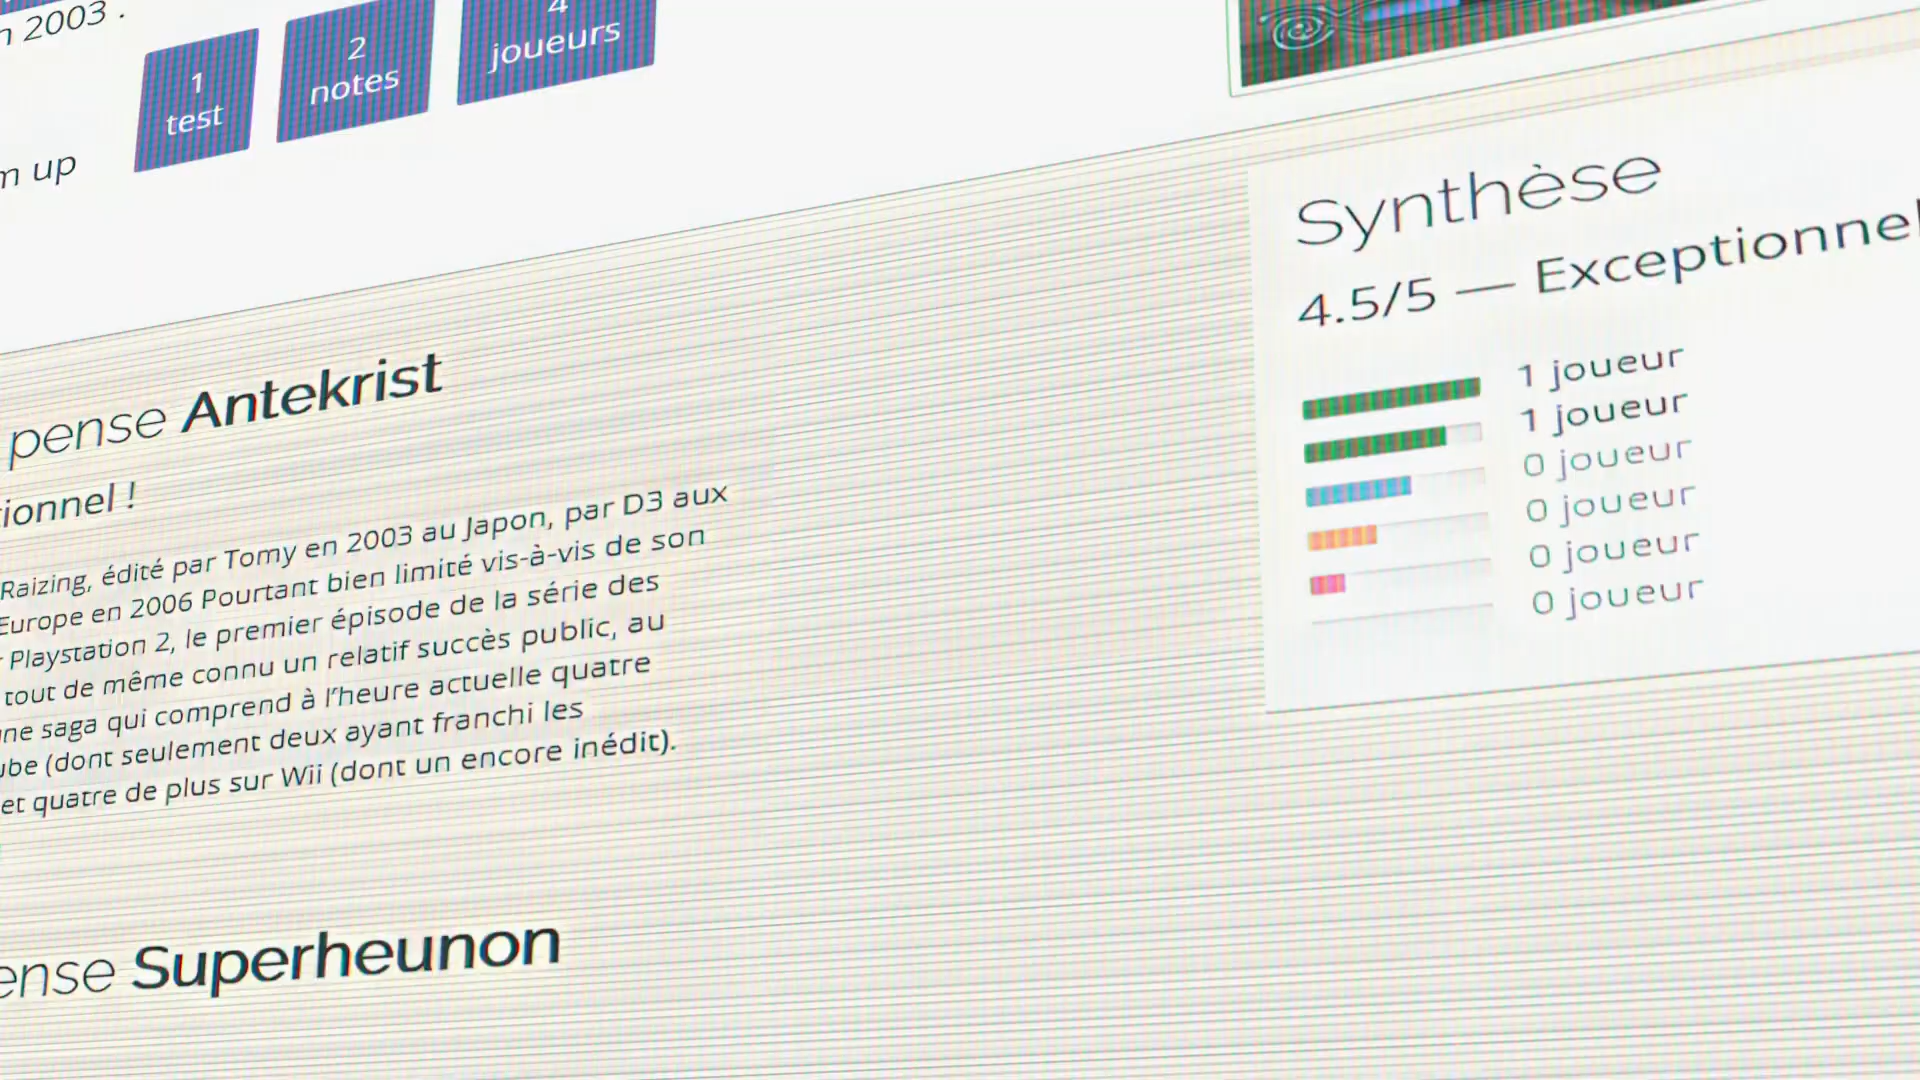 n 2003 .
1
test
2
notes
4
joueurs
m up
Synthèse
4.5/5 — Exceptionnel
1 joueur
1 joueur
0 joueur
0 joueur
0 joueur
0 joueur
pense Antekrist
tionnel !
Raizing, édité par Tomy en 2003 au Japon, par D3 aux
Europe en 2006 Pourtant bien limité vis-à-vis de son
Playstation 2, le premier épisode de la série des
tout de même connu un relatif succès public, au
une saga qui comprend à l'heure actuelle quatre
ube (dont seulement deux ayant franchi les
et quatre de plus sur Wii (dont un encore inédit).
ense Superheunon